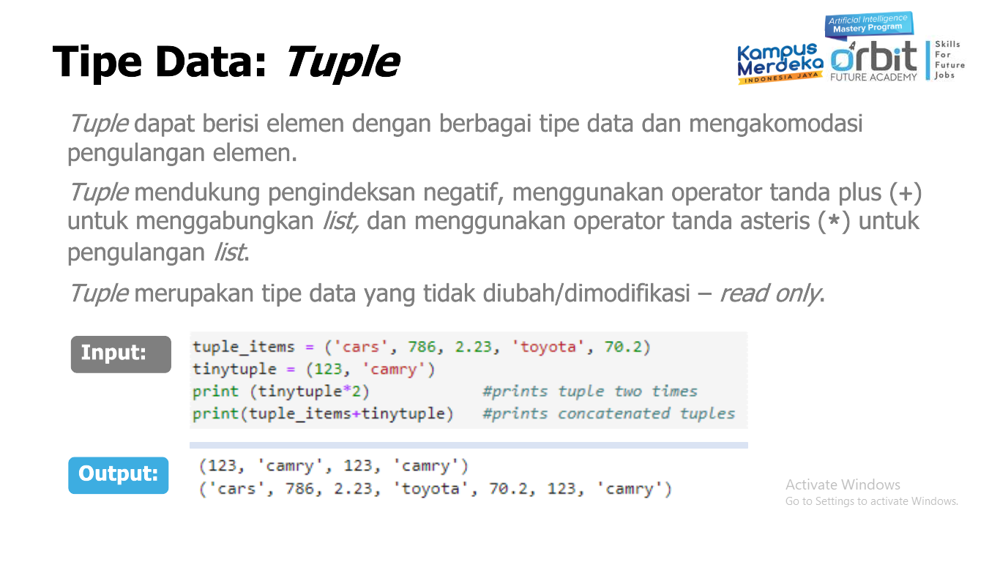 Artificial Intelligence
Mastery Program
Tipe Data: Tuple
Kampus
Merdeka
INDONESIA JAYA
orbit
FUTURE ACADEMY
Skills
For
Future
Jobs
Tuple dapat berisi elemen dengan berbagai tipe data dan mengakomodasi
pengulangan elemen.
Tuple mendukung pengindeksan negatif, menggunakan operator tanda plus (+)
untuk menggabungkan list, dan menggunakan operator tanda asteris (*) untuk
pengulangan list.
Tuple merupakan tipe data yang tidak diubah/dimodifikasi – read only.
Input:
tuple_items = ('cars', 786, 2.23, 'toyota', 70.2)
tinytuple = (123, 'camry')
print (tinytuple*2) #prints tuple two times
print(tuple_items+tinytuple) #prints concatenated tuples
Output:
(123, 'camry', 123, 'camry')
('cars', 786, 2.23, 'toyota', 70.2, 123, 'camry')
Activate Windows
Go to Settings to activate Windows.